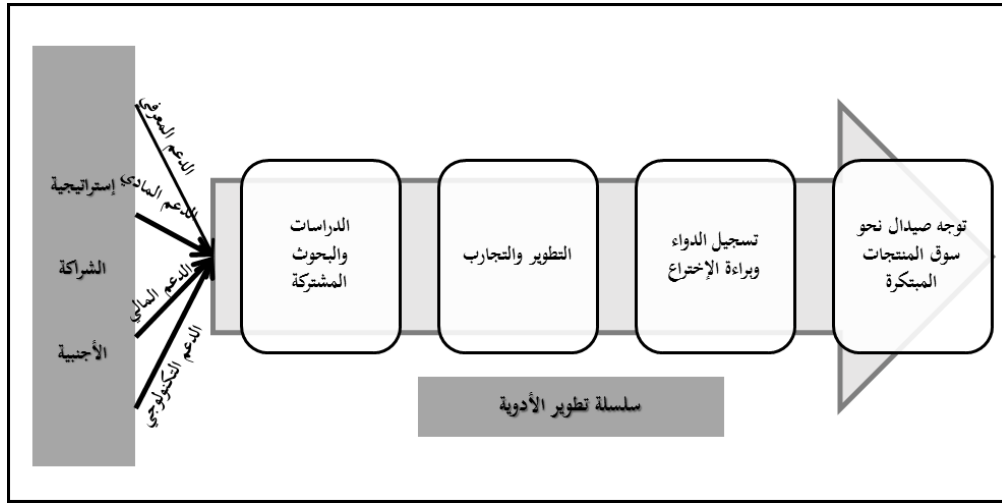 إستراتيجية
الشراكة
الأجنبية
الدعم المعرفي
الدعم المادي
الدعم المالي
الدعم التكنولوجي
الدراسات
والبحوث
المشتركة
التطوير والتجارب
تسجيل الدواء
وبراءة الإختراع
توجه صيدال نحو
سوق المنتجات
المبتكرة
سلسلة تطوير الأدوية